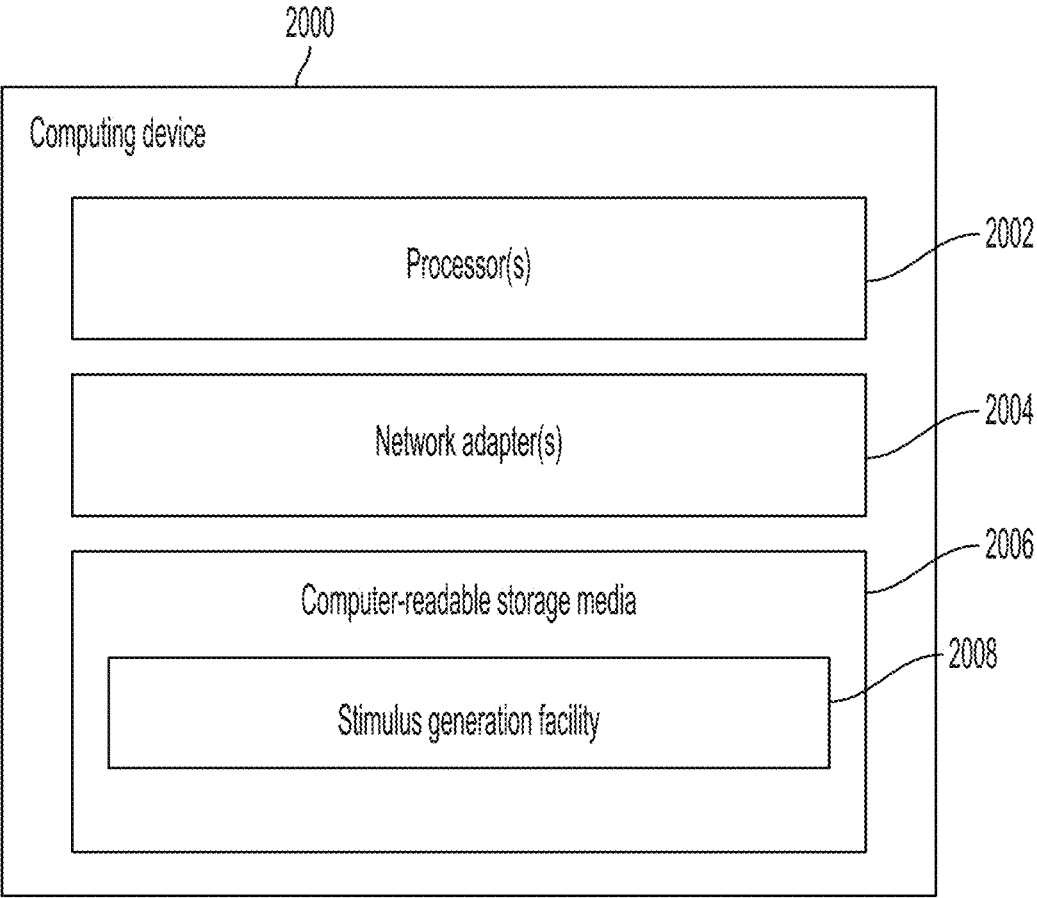 2000
Computing device
Processor(s)
2002
Network adapter(s)
2004
Computer-readable storage media
2006
Stimulus generation facility
2008